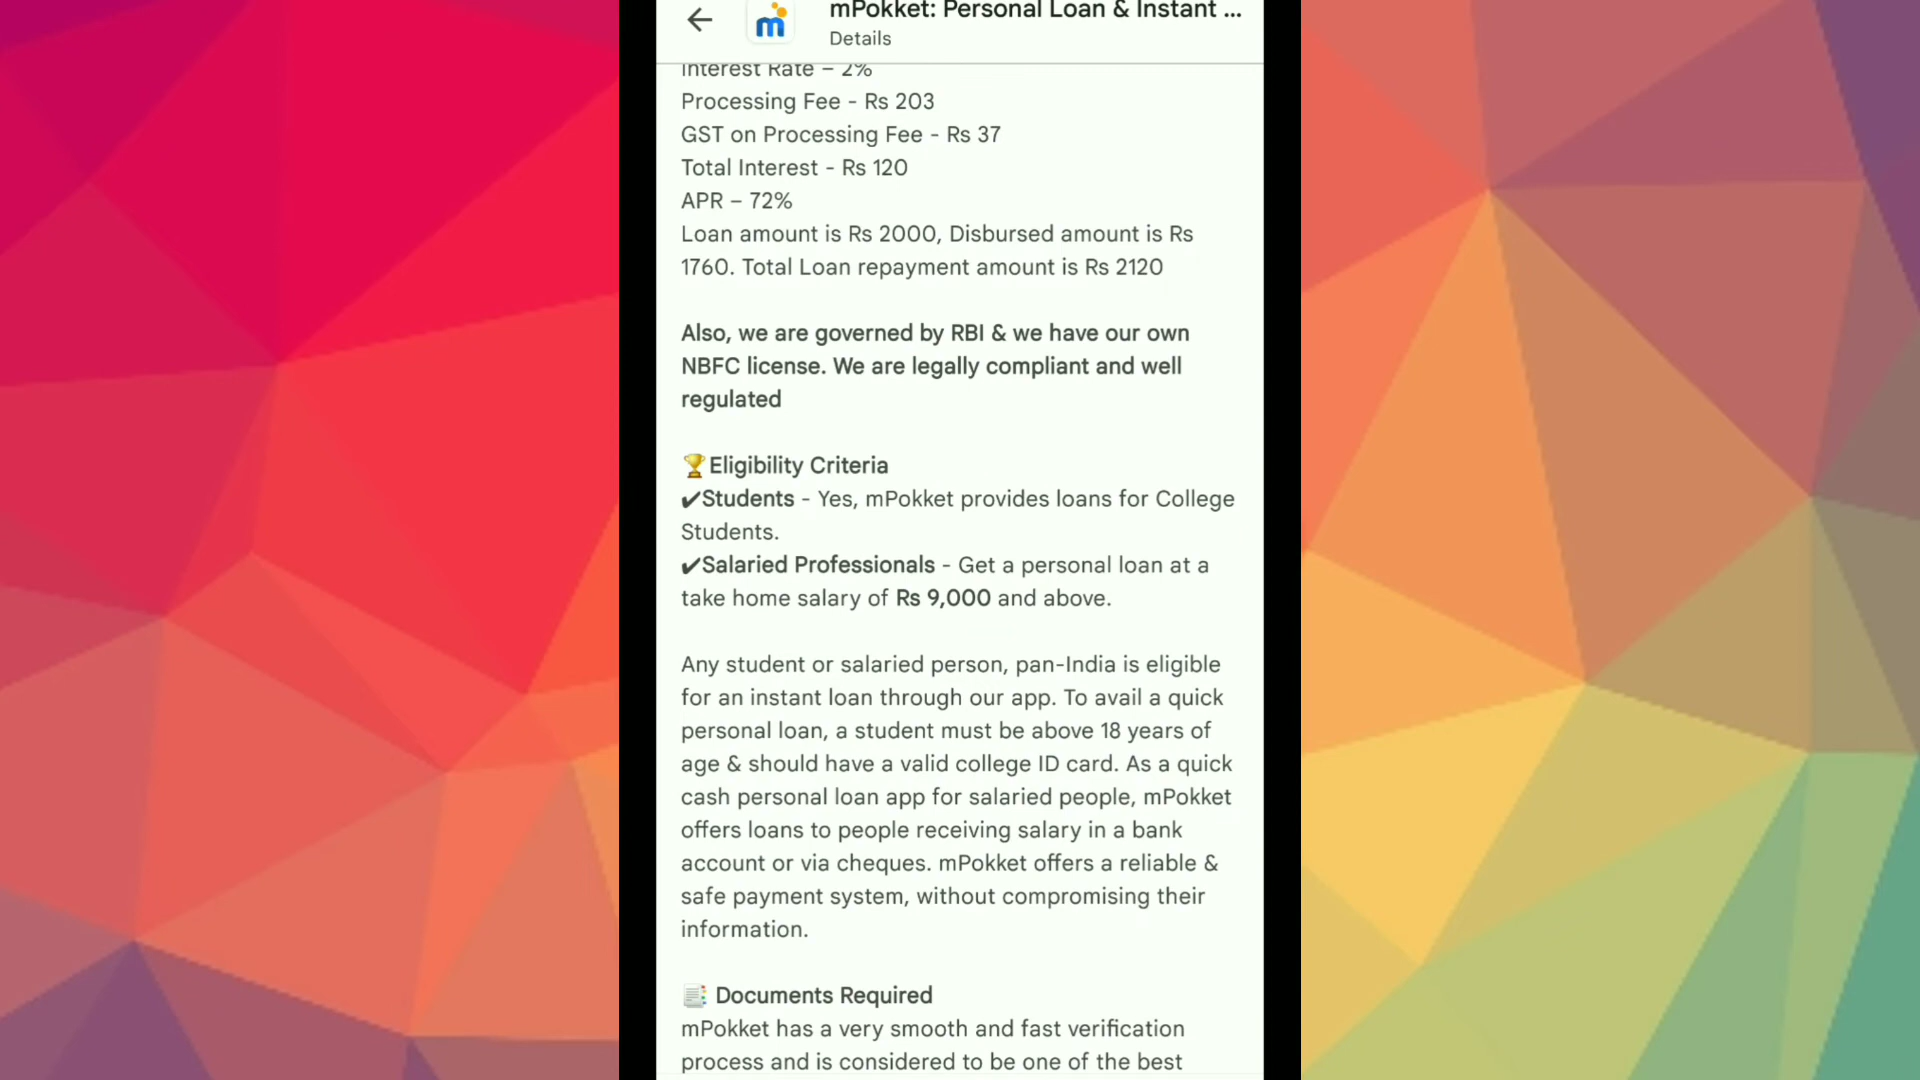 mPokket: Personal Loan & Instant ...
Details
Interest Rate – 2%
Processing Fee - Rs 203
GST on Processing Fee - Rs 37
Total Interest - Rs 120
APR – 72%
Loan amount is Rs 2000, Disbursed amount is Rs
1760. Total Loan repayment amount is Rs 2120
Also, we are governed by RBI & we have our own
NBFC license. We are legally compliant and well
regulated
🏆Eligibility Criteria
✔Students - Yes, mPokket provides loans for College
Students.
✔Salaried Professionals - Get a personal loan at a
take home salary of Rs 9,000 and above.
Any student or salaried person, pan-India is eligible
for an instant loan through our app. To avail a quick
personal loan, a student must be above 18 years of
age & should have a valid college ID card. As a quick
cash personal loan app for salaried people, mPokket
offers loans to people receiving salary in a bank
account or via cheques. mPokket offers a reliable &
safe payment system, without compromising their
information.
📑 Documents Required
mPokket has a very smooth and fast verification
process and is considered to be one of the best